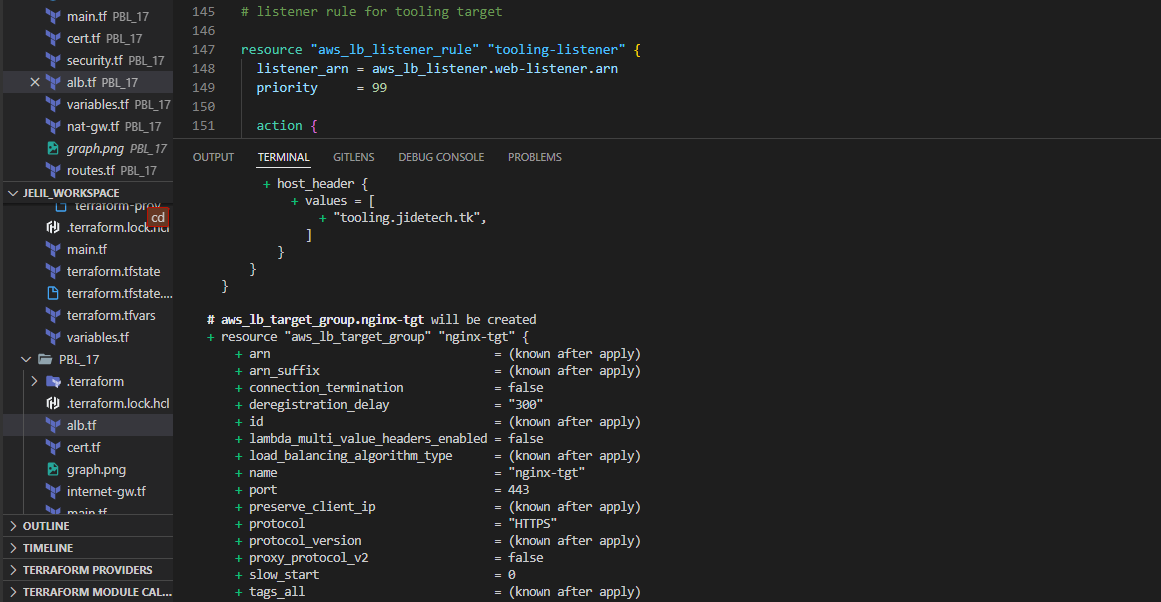 main.tf PBL_17
cert.tf PBL_17
security.tf PBL_17
alb.tf PBL_17
variables.tf PBL_17
nat-gw.tf PBL_17
graph.png PBL_17
routes.tf PBL_17
JELIL_WORKSPACE
terraform-prov
cd
.terraform.lock.hcl
main.tf
terraform.tfstate
terraform.tfstate....
terraform.tfvars
variables.tf
PBL_17
.terraform
.terraform.lock.hcl
alb.tf
cert.tf
graph.png
internet-gw.tf
main.tf
OUTLINE
TIMELINE
TERRAFORM PROVIDERS
TERRAFORM MODULE CAL...
145 # listener rule for tooling target
146
147 resource "aws_lb_listener_rule" "tooling-listener" {
148 listener_arn = aws_lb_listener.web-listener.arn
149 priority = 99
150
151 action {
OUTPUT TERMINAL GITLENS DEBUG CONSOLE PROBLEMS
+ host_header {
+ values = [
+ "tooling.jidetech.tk",
]
}
}
}
# aws_lb_target_group.nginx-tgt will be created
+ resource "aws_lb_target_group" "nginx-tgt" {
+ arn = (known after apply)
+ arn_suffix = (known after apply)
+ connection_termination = false
+ deregistration_delay = "300"
+ id = (known after apply)
+ lambda_multi_value_headers_enabled = false
+ load_balancing_algorithm_type = (known after apply)
+ name = "nginx-tgt"
+ port = 443
+ preserve_client_ip = (known after apply)
+ protocol = "HTTPS"
+ protocol_version = (known after apply)
+ proxy_protocol_v2 = false
+ slow_start = 0
+ tags_all = (known after apply)